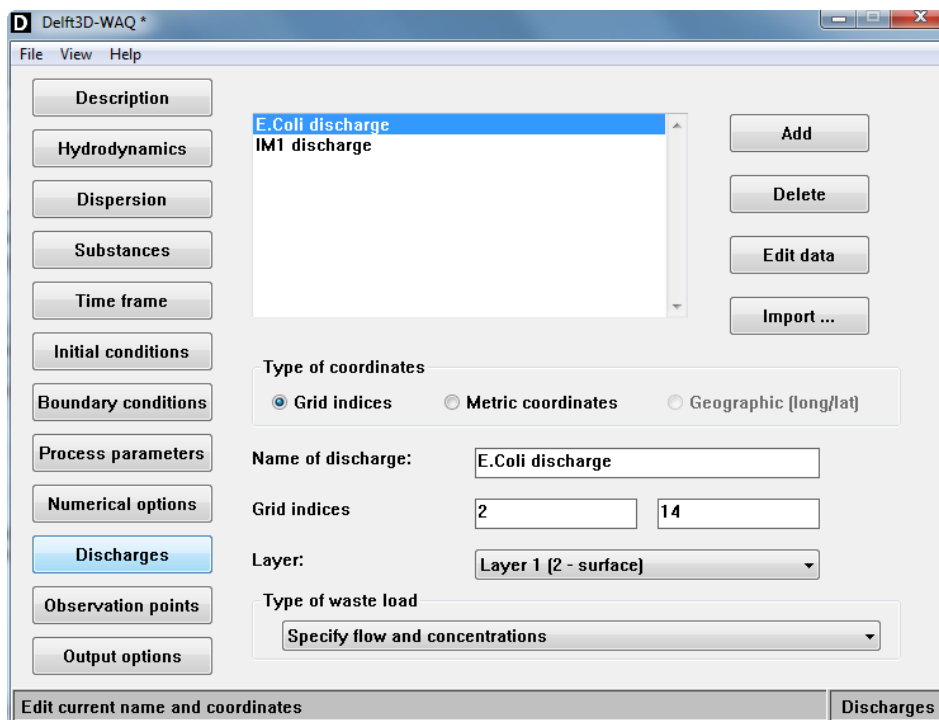 D Delft3D-WAQ *
File View Help
Description
Hydrodynamics
Dispersion
Substances
Time frame
Initial conditions
Boundary conditions
Process parameters
Numerical options
Discharges
Observation points
Output options
E.Coli discharge
IM1 discharge
Add
Delete
Edit data
Import ...
Type of coordinates
Grid indices Metric coordinates Geographic (long/lat)
Name of discharge: E.Coli discharge
Grid indices 2 14
Layer: Layer 1 (2 - surface)
Type of waste load
Specify flow and concentrations
Edit current name and coordinates Discharges